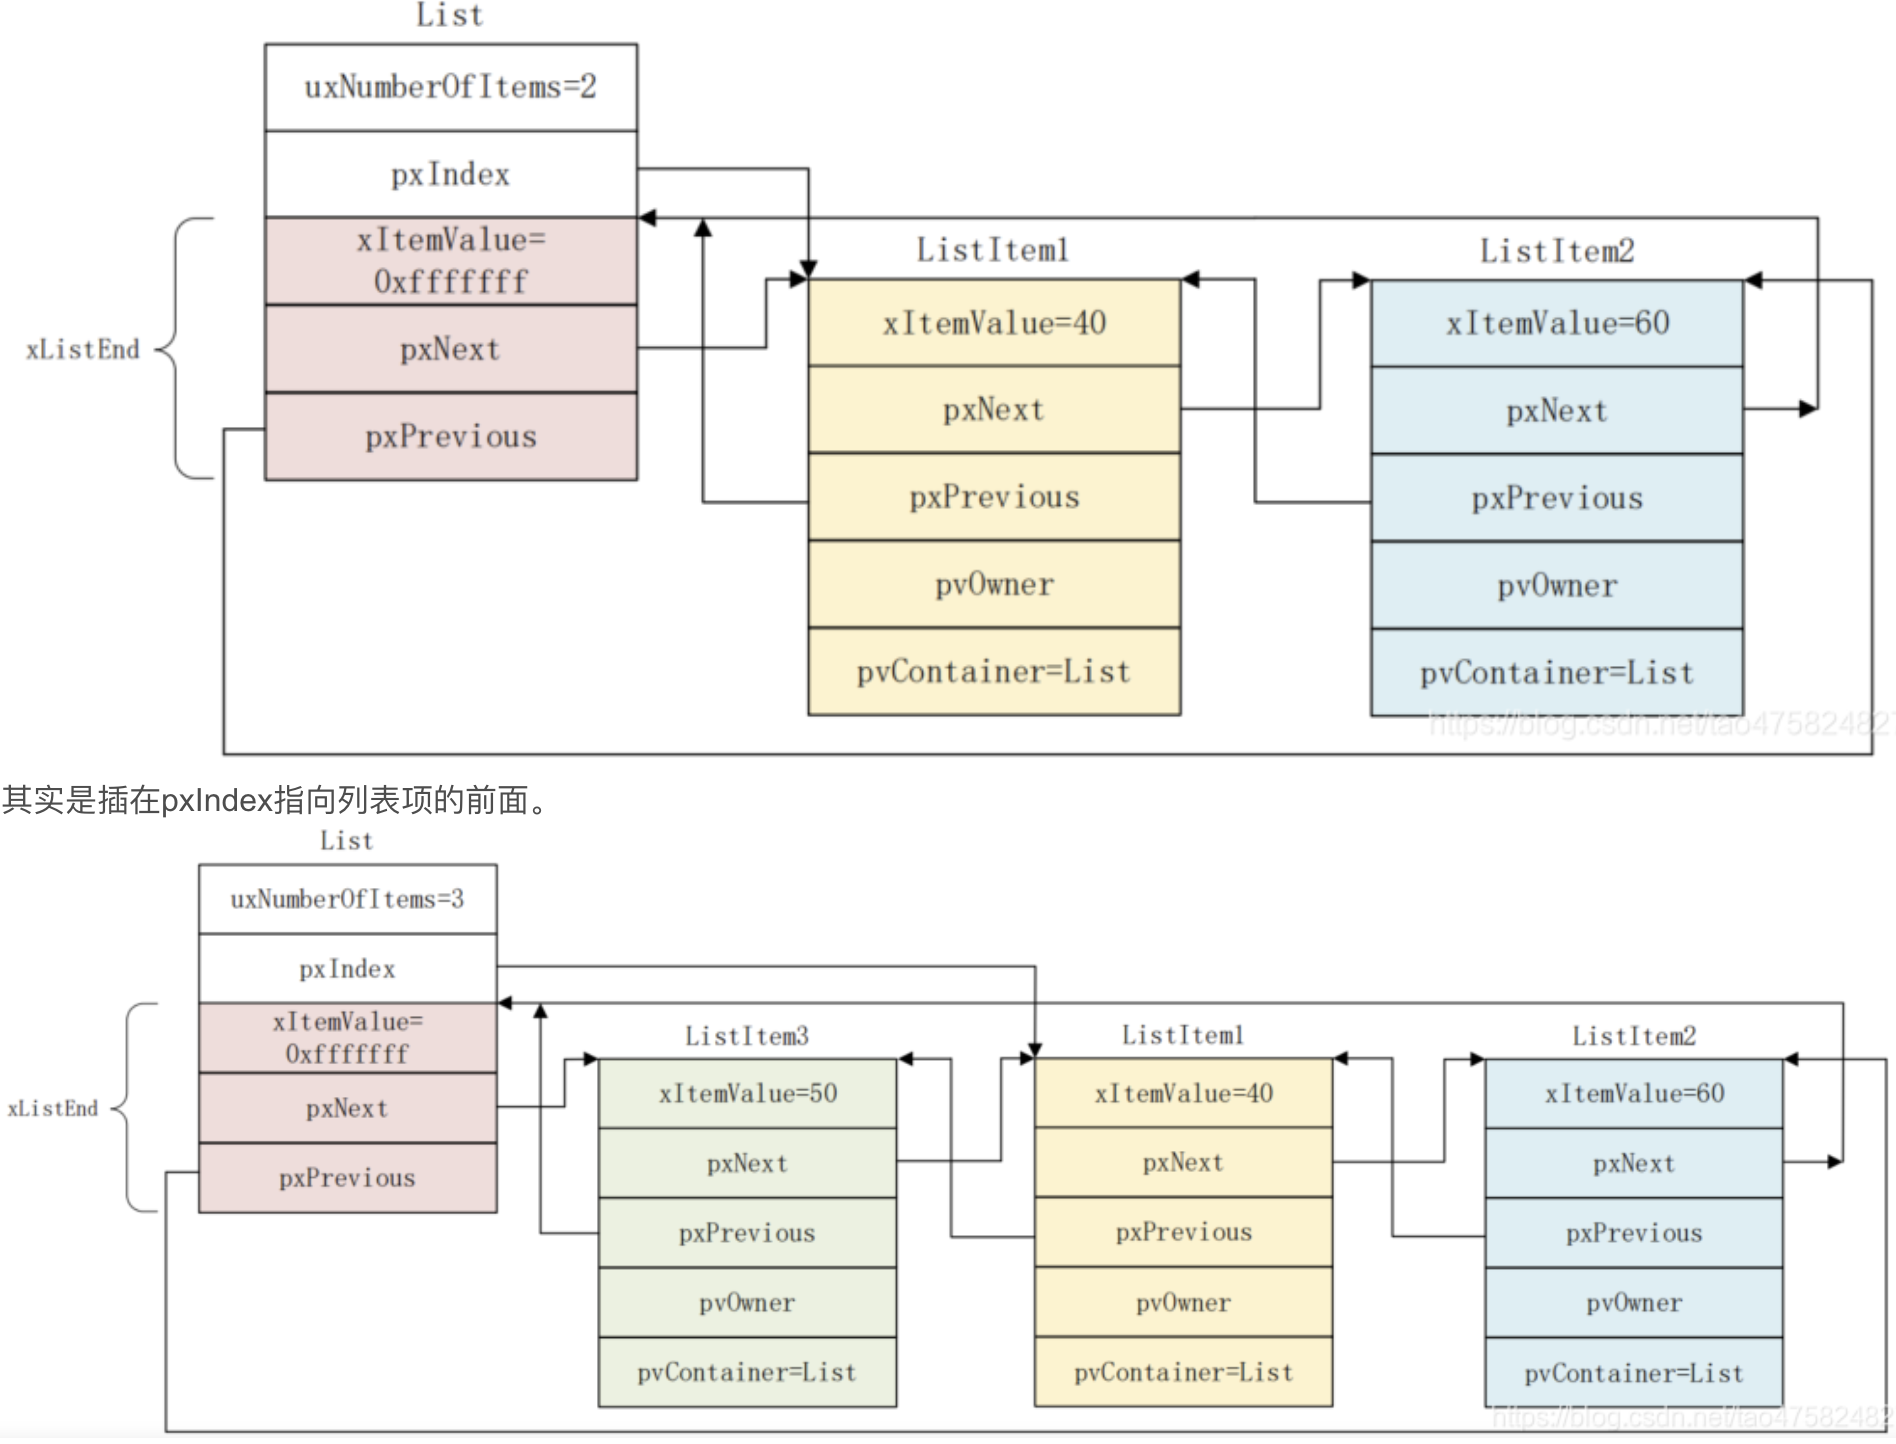 List
uxNumberOfItems=2
pxIndex
xItemValue=
0xfffffff
pxNext
pxPrevious
xListEnd
ListItem1
xItemValue=40
pxNext
pxPrevious
pvOwner
pvContainer=List
ListItem2
xItemValue=60
pxNext
pxPrevious
pvOwner
pvContainer=List
https://blog.csdn.net/tao475824827
其实是插在pxIndex指向列表项的前面。
List
uxNumberOfItems=3
pxIndex
xItemValue=
0xfffffff
pxNext
pxPrevious
xListEnd
ListItem3
xItemValue=50
pxNext
pxPrevious
pvOwner
pvContainer=List
ListItem1
xItemValue=40
pxNext
pxPrevious
pvOwner
pvContainer=List
ListItem2
xItemValue=60
pxNext
pxPrevious
pvOwner
pvContainer=List
https://blog.csdn.net/tao47582482